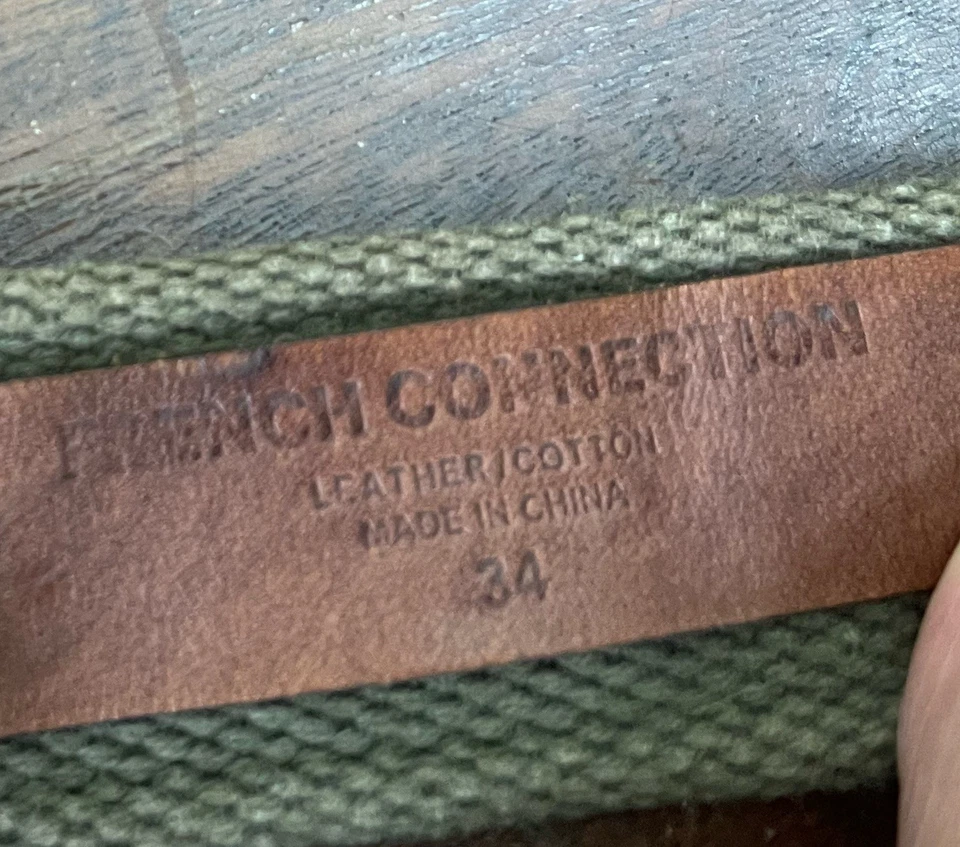 FRENCH CONNECTION
LEATHER/COTTON
MADE IN CHINA
34